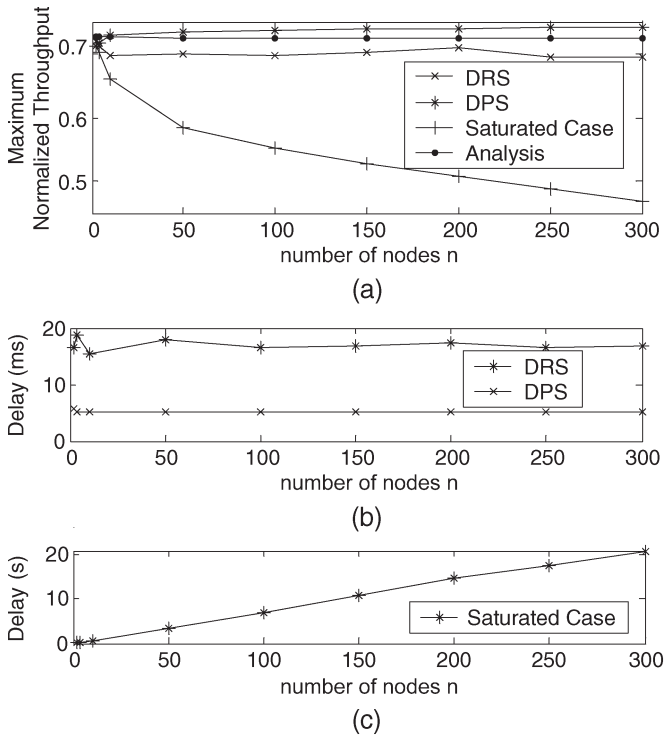 Maximum
Normalized Throughput
0.7
0.6
0.5
DRS
DPS
Saturated Case
Analysis
0 50 100 150 200 250 300
number of nodes n
(a)
Delay (ms)
20
10
0
DRS
DPS
0 50 100 150 200 250 300
number of nodes n
(b)
Delay (s)
20
10
0
Saturated Case
0 50 100 150 200 250 300
number of nodes n
(c)